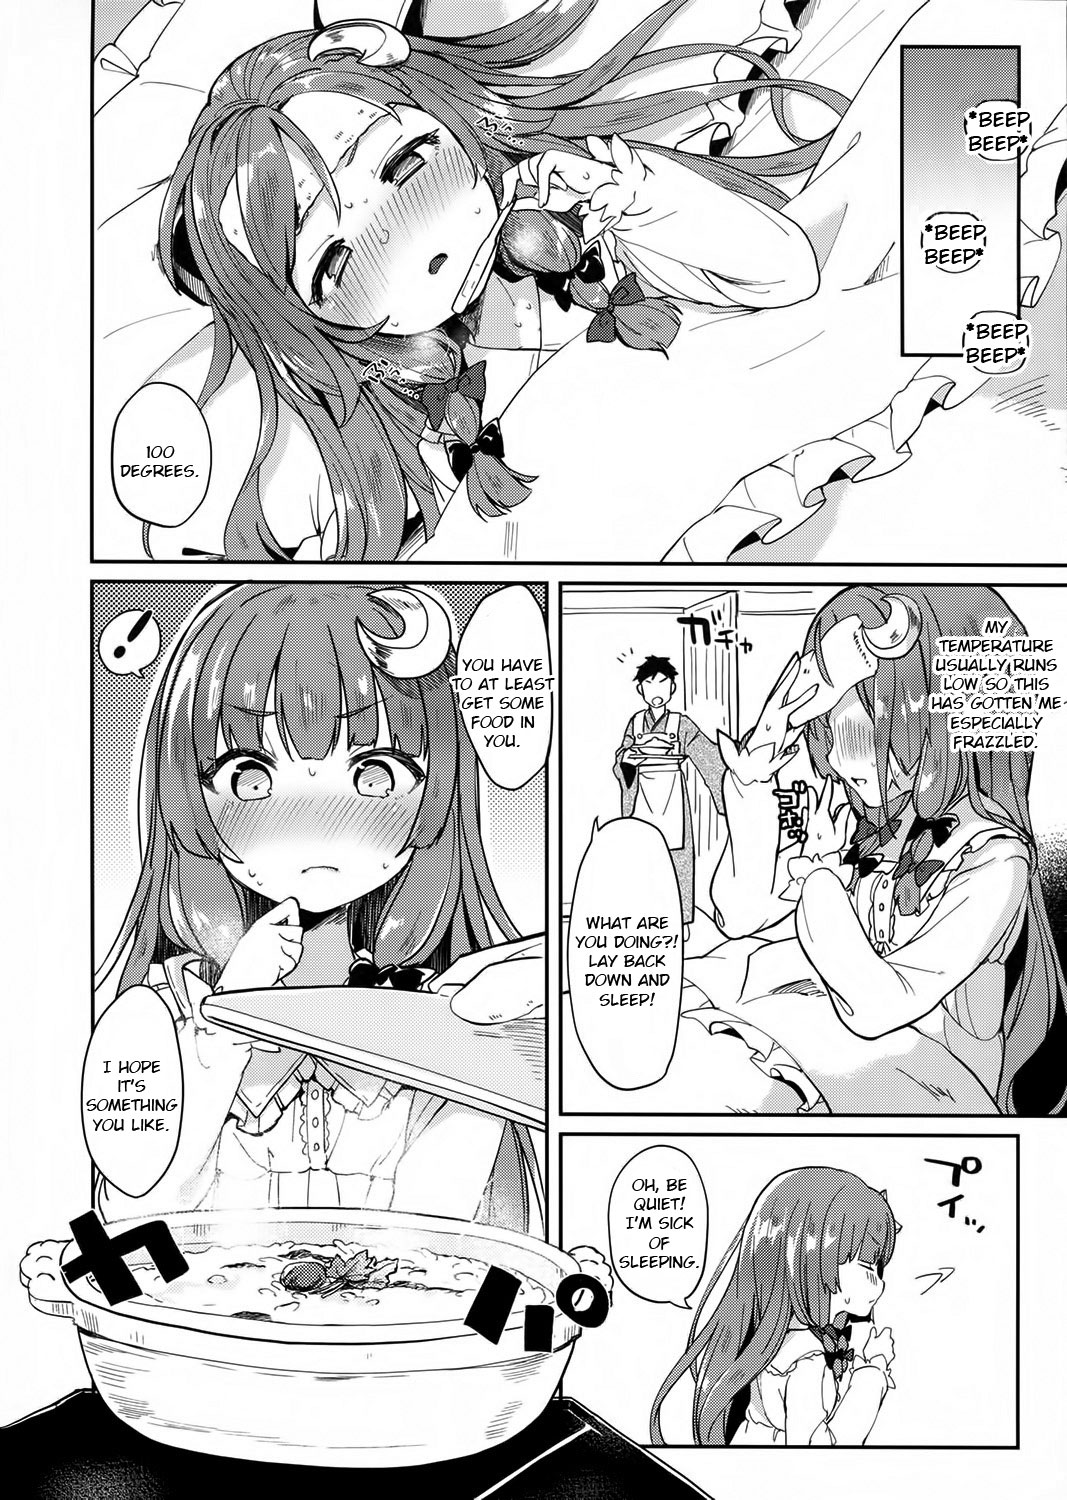 *BEEP
BEEP*
*BEEP
BEEP*
*BEEP
BEEP*
100
DEGREES.
MY
TEMPERATURE
USUALLY RUNS
LOW SO THIS
HAS GOTTEN ME
ESPECIALLY
FRAZZLED.
ガチャ
WHAT ARE
YOU DOING?!
LAY BACK
DOWN AND
SLEEP!
OH, BE
QUIET!
I'M SICK
OF
SLEEPING.
プイッ
YOU HAVE
TO AT LEAST
GET SOME
FOOD IN
YOU.
I HOPE
IT'S
SOMETHING
YOU LIKE.
カパ